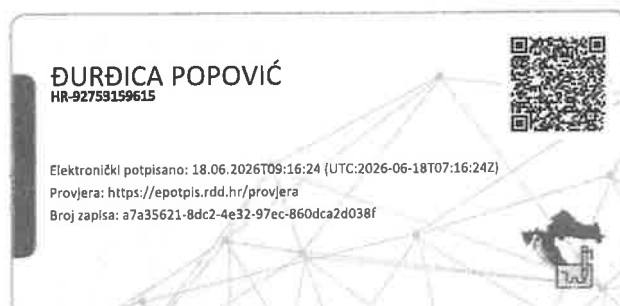 ĐURĐICA POPOVIĆ
HR-92753159615
Elektronički potpisano: 18.06.2026T09:16:24 (UTC:2026-06-18T07:16:24Z)
Provjera: https://epotpis.rdd.hr/provjera
Broj zapisa: a7a35621-8dc2-4e32-97ec-860dca2d038f